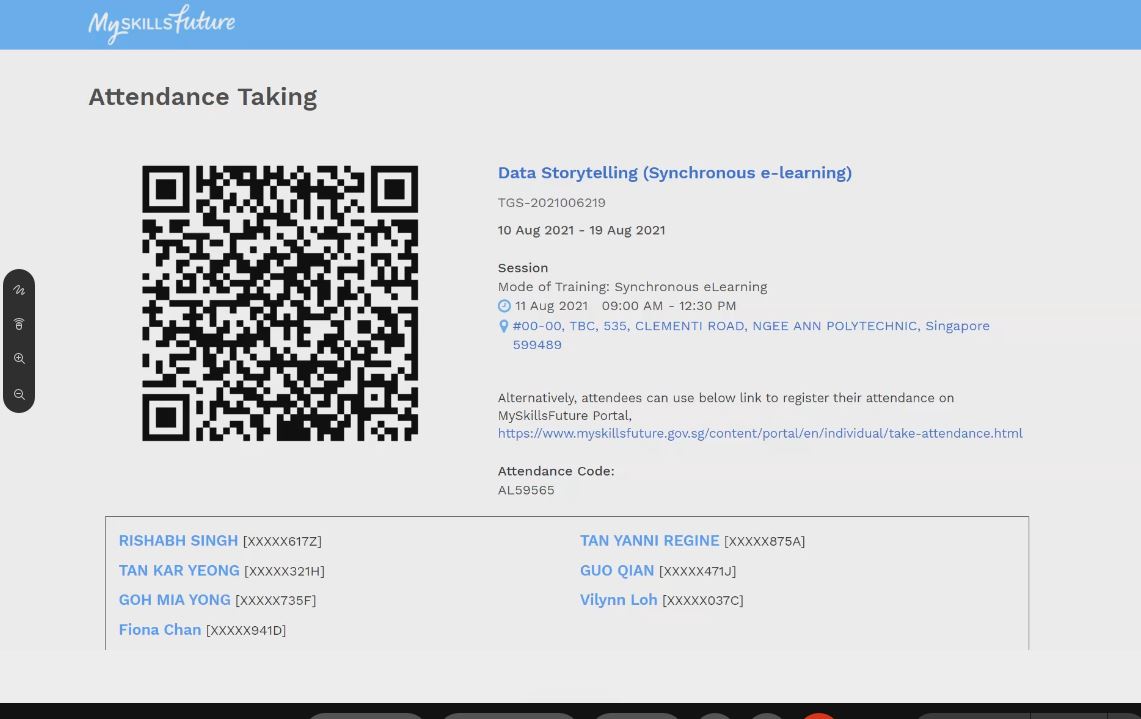 My SKILLS future
Attendance Taking
Data Storytelling (Synchronous e-learning)
TGS-2021006219
10 Aug 2021 - 19 Aug 2021
Session
Mode of Training: Synchronous eLearning
11 Aug 2021 09:00 AM - 12:30 PM
#00-00, TBC, 535, CLEMENTI ROAD, NGEE ANN POLYTECHNIC, Singapore
599489
Alternatively, attendees can use below link to register their attendance on
MySkillsFuture Portal,
https://www.myskillsfuture.gov.sg/content/portal/en/individual/take-attendance.html
Attendance Code:
AL59565
RISHABH SINGH [XXXXX617Z]
TAN YANNI REGINE [XXXXX875A]
TAN KAR YEONG [XXXXX321H]
GUO QIAN [XXXXX471J]
GOH MIA YONG [XXXXX735F]
Vilynn Loh [XXXXX037C]
Fiona Chan [XXXXX941D]